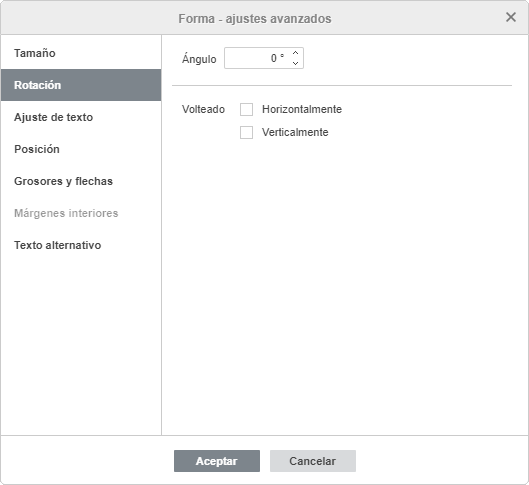 Forma - ajustes avanzados
Tamaño
Rotación
Ajuste de texto
Posición
Grosores y flechas
Márgenes interiores
Texto alternativo
Ángulo 0 °
Volteado Horizontalmente
Verticalmente
Aceptar Cancelar